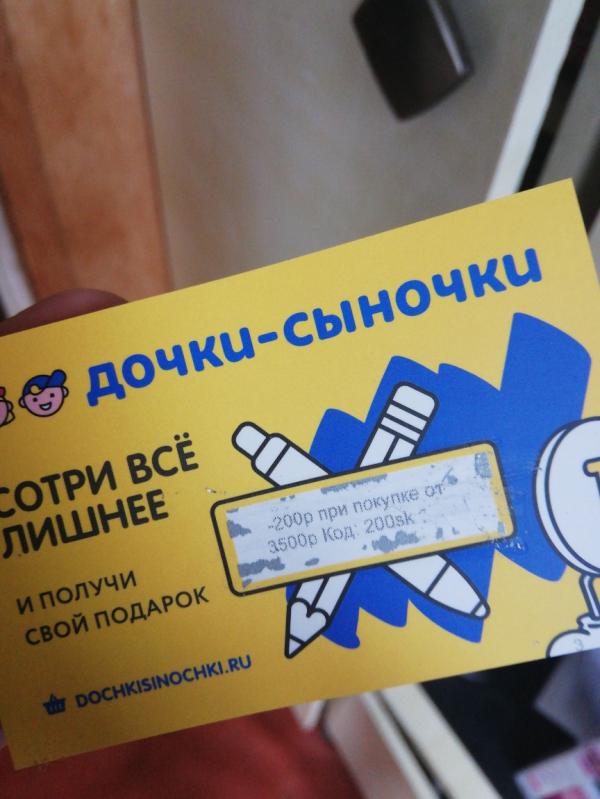 дочки-сыночки
СОТРИ ВСЁ
ЛИШНЕЕ
-200р при покупке от
3500р Код: 200sk
И ПОЛУЧИ
СВОЙ ПОДАРОК
DOCHKISINOCHKI.RU